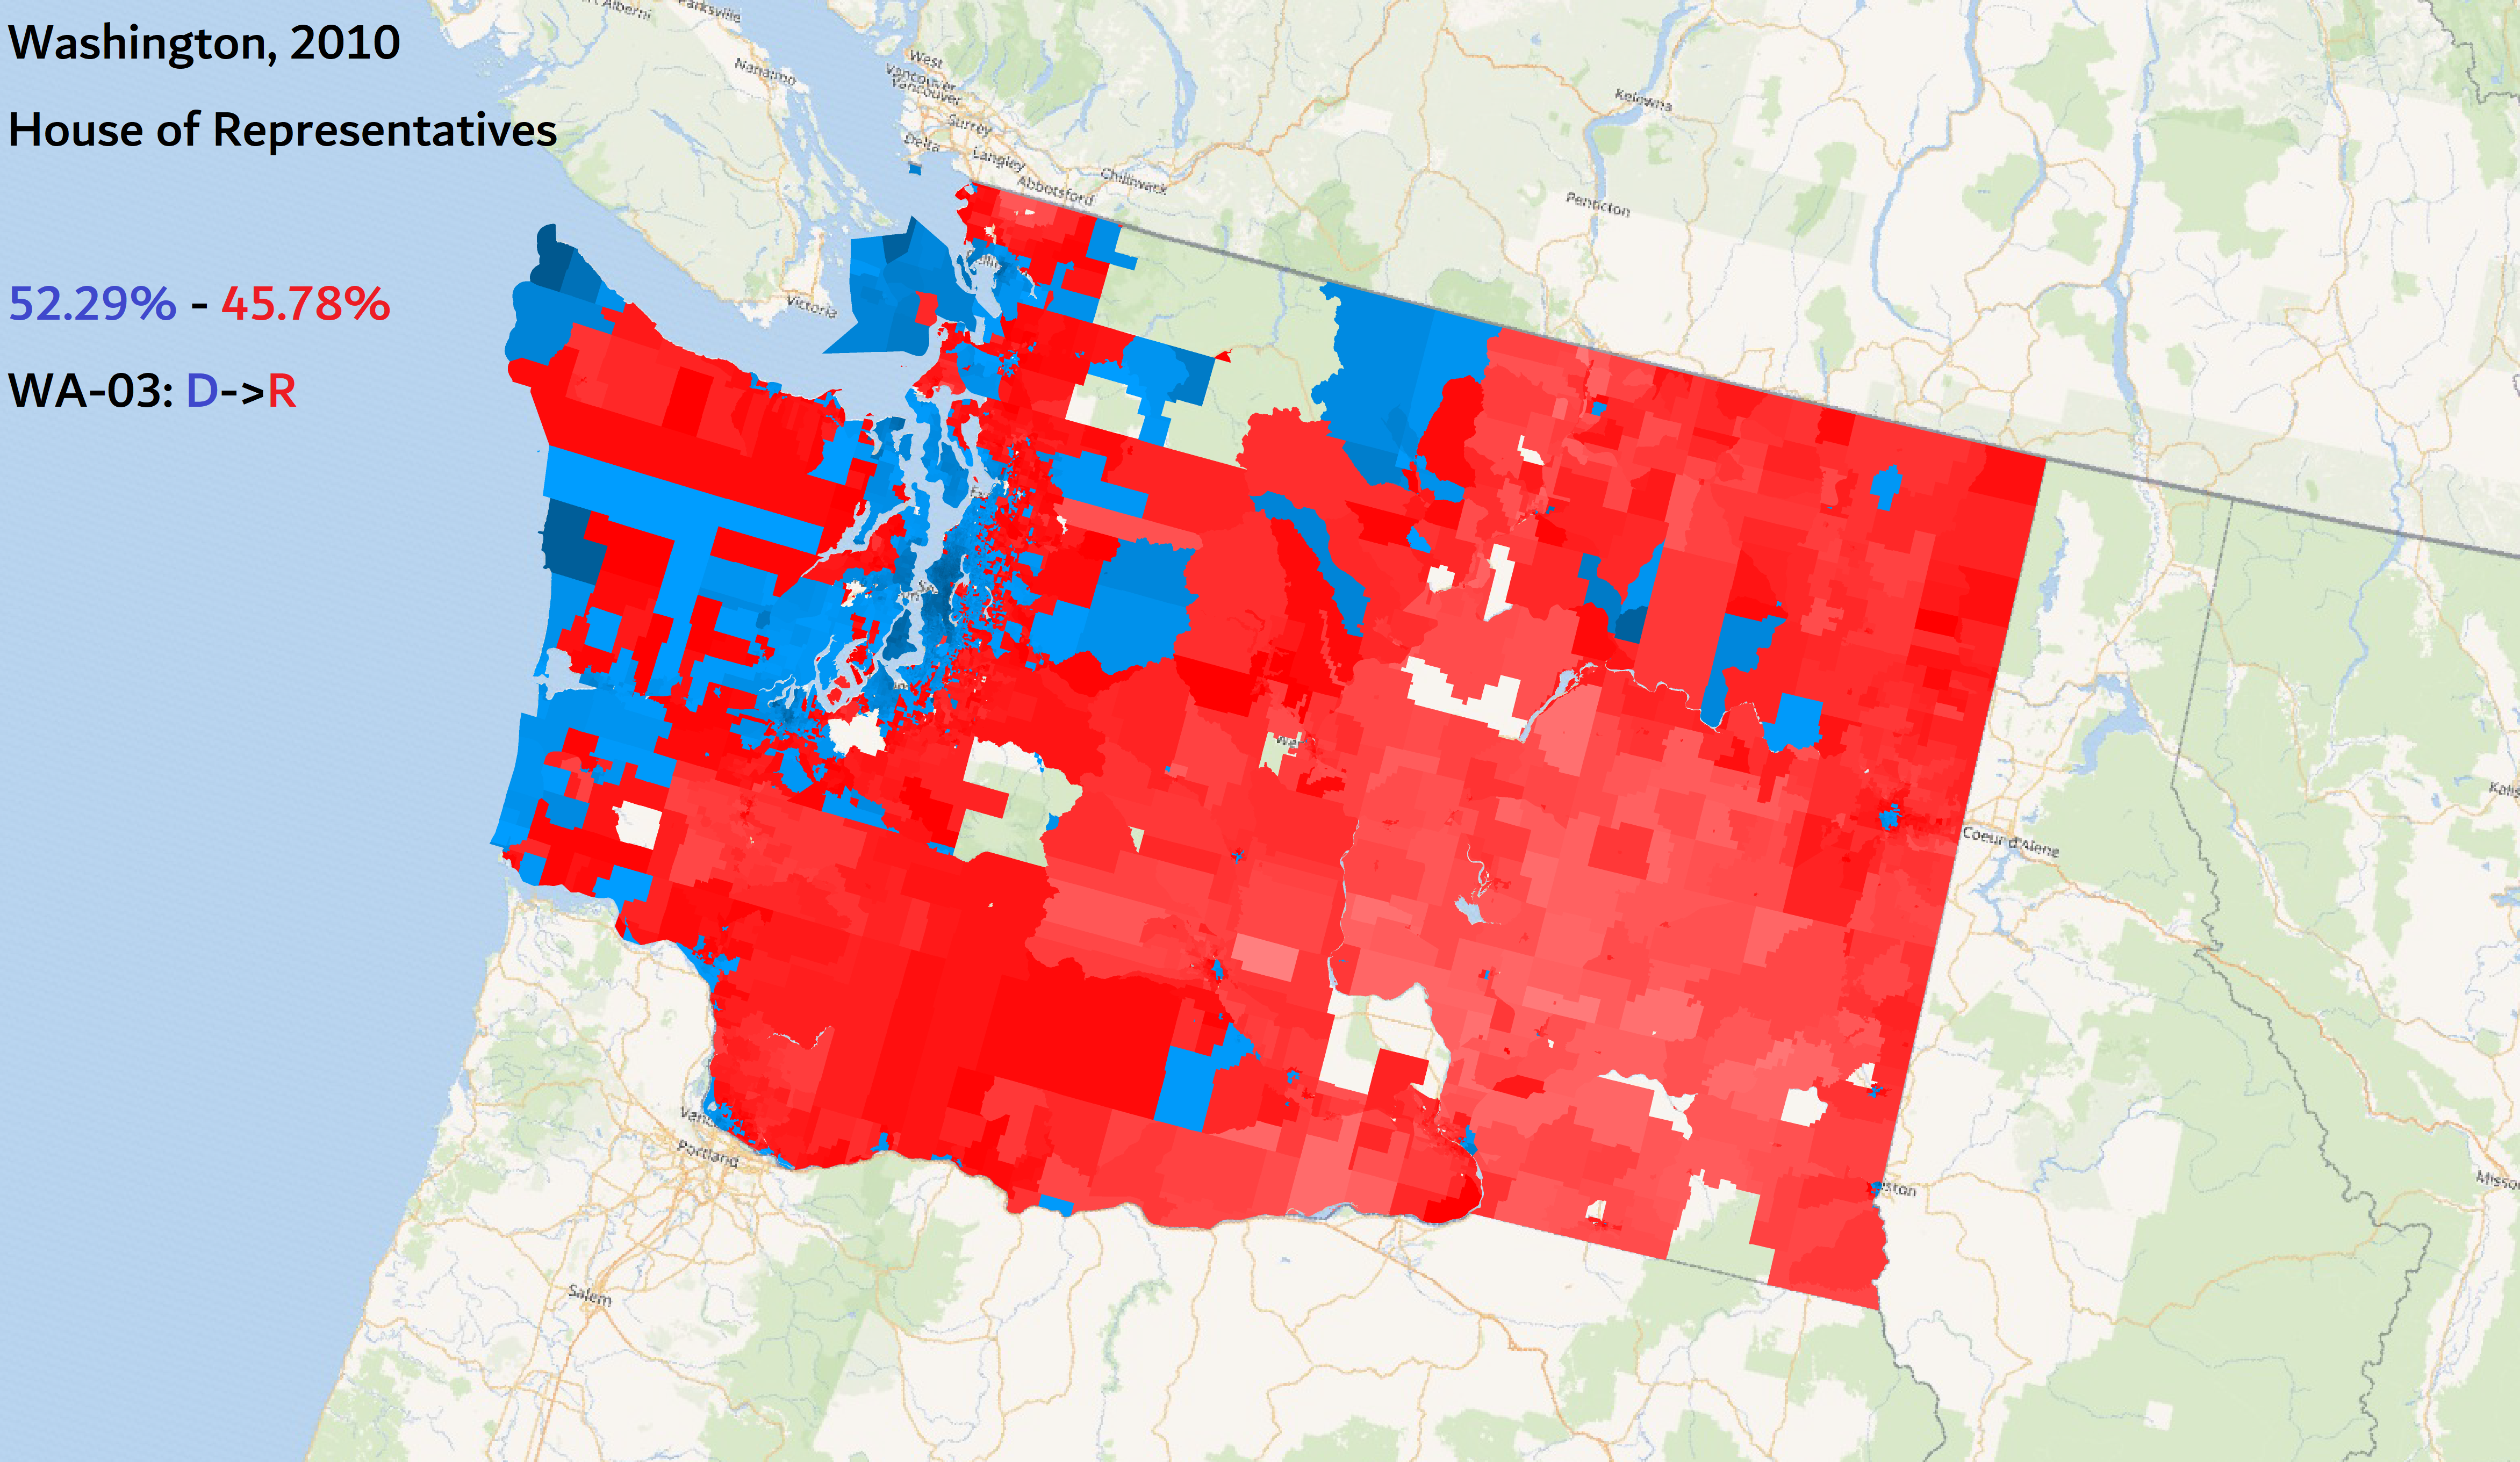 Washington, 2010
House of Representatives
52.29% - 45.78%
WA-03: D->R
Parksville
Nanaimo
West
Vancouver
Vancouver
Surrey
Delta
Langley
Abbotsford
Chilliwack
Kelowna
Penticton
Victoria
Coeur d'Alene
Portland
Salem